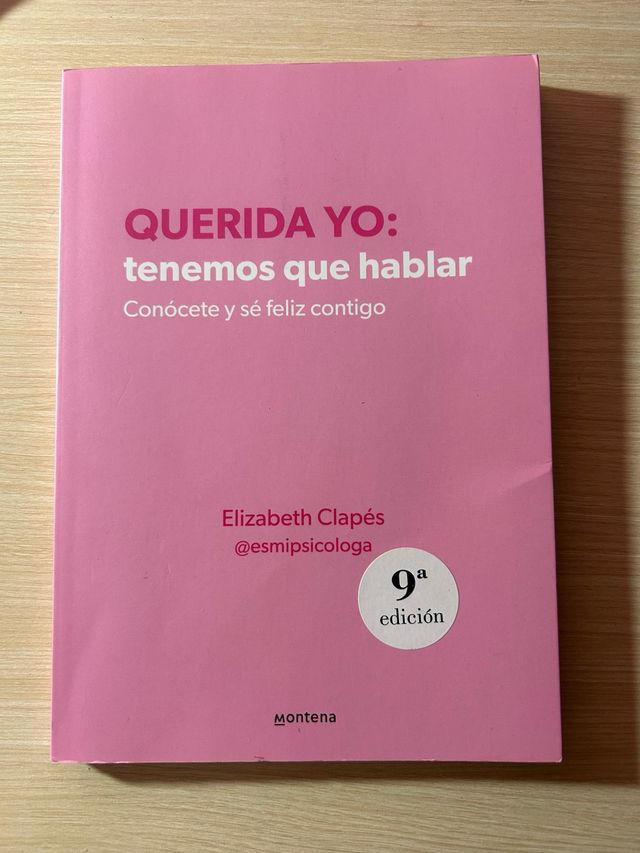 QUERIDA YO:
tenemos que hablar
Conócete y sé feliz contigo
Elizabeth Clapés
@esmipsicologa
9ª
edición
Montena